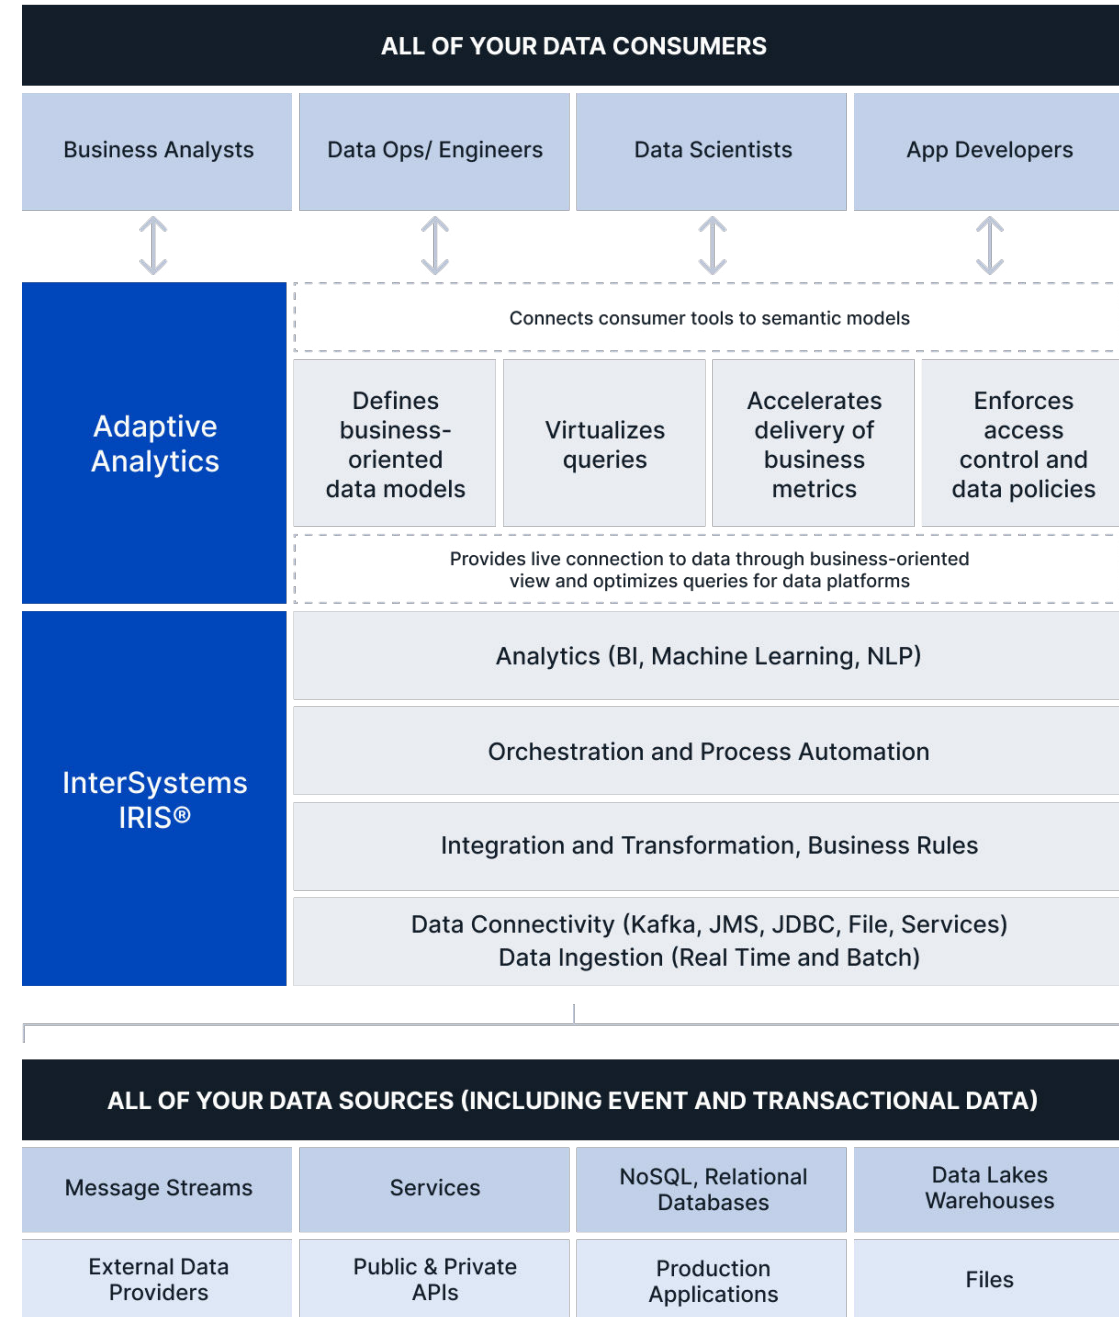 ALL OF YOUR DATA CONSUMERS
Business Analysts
Data Ops/ Engineers
Data Scientists
App Developers
Adaptive
Analytics
Connects consumer tools to semantic models
Defines
business-
oriented
data models
Virtualizes
queries
Accelerates
delivery of
business
metrics
Enforces
access
control and
data policies
Provides live connection to data through business-oriented
view and optimizes queries for data platforms
InterSystems
IRIS®
Analytics (BI, Machine Learning, NLP)
Orchestration and Process Automation
Integration and Transformation, Business Rules
Data Connectivity (Kafka, JMS, JDBC, File, Services)
Data Ingestion (Real Time and Batch)
ALL OF YOUR DATA SOURCES (INCLUDING EVENT AND TRANSACTIONAL DATA)
Message Streams
Services
NoSQL, Relational
Databases
Data Lakes
Warehouses
External Data
Providers
Public & Private
APIs
Production
Applications
Files